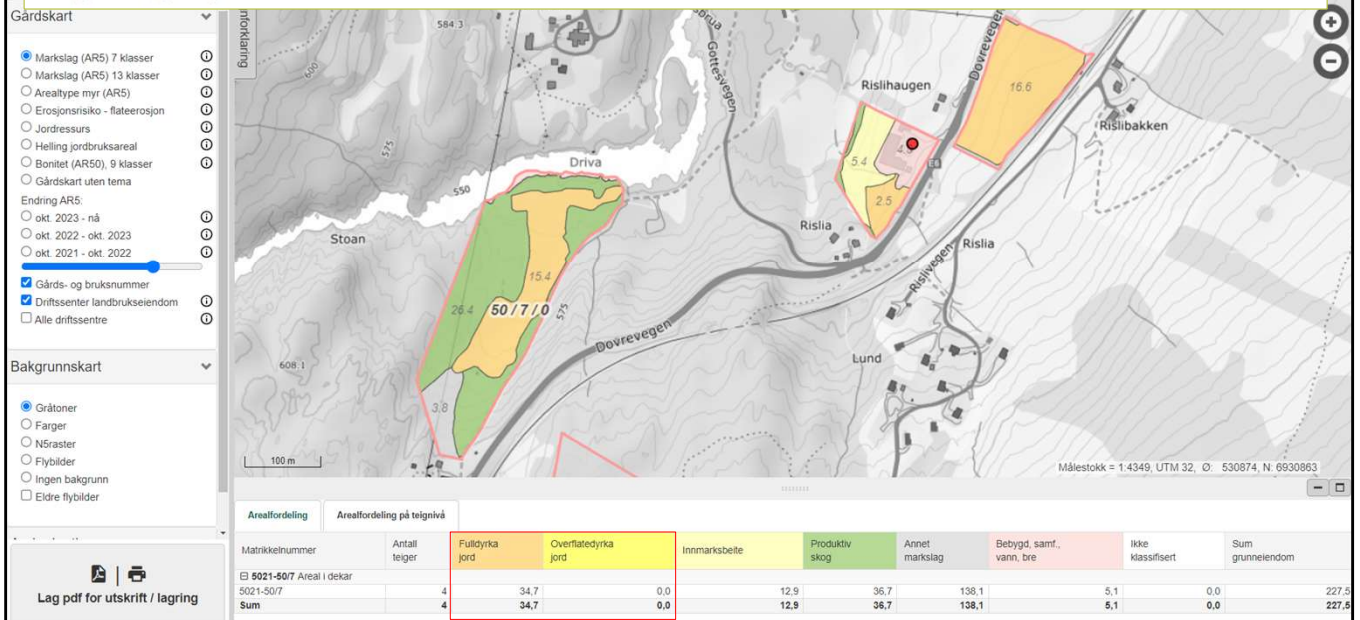 Gårdskart
Markslag (AR5) 7 klasser
Markslag (AR5) 13 klasser
Arealtype myr (AR5)
Erosjonsrisiko - flateerosjon
Jordressurs
Helling jordbruksareal
Bonitet (AR50), 9 klasser
Gårdskart uten tema
Endring AR5:
okt. 2023 - nå
okt. 2022 - okt. 2023
okt. 2021 - okt. 2022
Gårds- og bruksnummer
Driftssenter landbrukseiendom
Alle driftssentre
Bakgrunnskart
Gråtoner
Farger
N5raster
Flybilder
Ingen bakgrunn
Eldre flybilder
Lag pdf for utskrift / lagring
nforklaring
584.3
600
575
550
Driva
Stoan
15.4
26.4
50 / 7 / 0
575
608.1
3.8
100 m
Dovrevegen
Gottesvegen
Dovrevegen
Rislihaugen
16.6
Rislibakken
5.4
2.5
E6
Rislia
Rislia
Rislivegen
Lund
Målestokk = 1:4349, UTM 32, Ø: 530874, N: 6930863
Arealfordeling Arealfordeling på teignivå
Matrikkelnummer Antall teiger Fulldyrka jord Overflatedyrka jord Innmarksbeite Produktiv skog Annet markslag Bebygd, samf., vann, bre Ikke klassifisert Sum grunneiendom
5021-50/7 Areal i dekar
5021-50/7 4 34,7 0,0 12,9 36,7 138,1 5,1 0,0 227,5
Sum 4 34,7 0,0 12,9 36,7 138,1 5,1 0,0 227,5